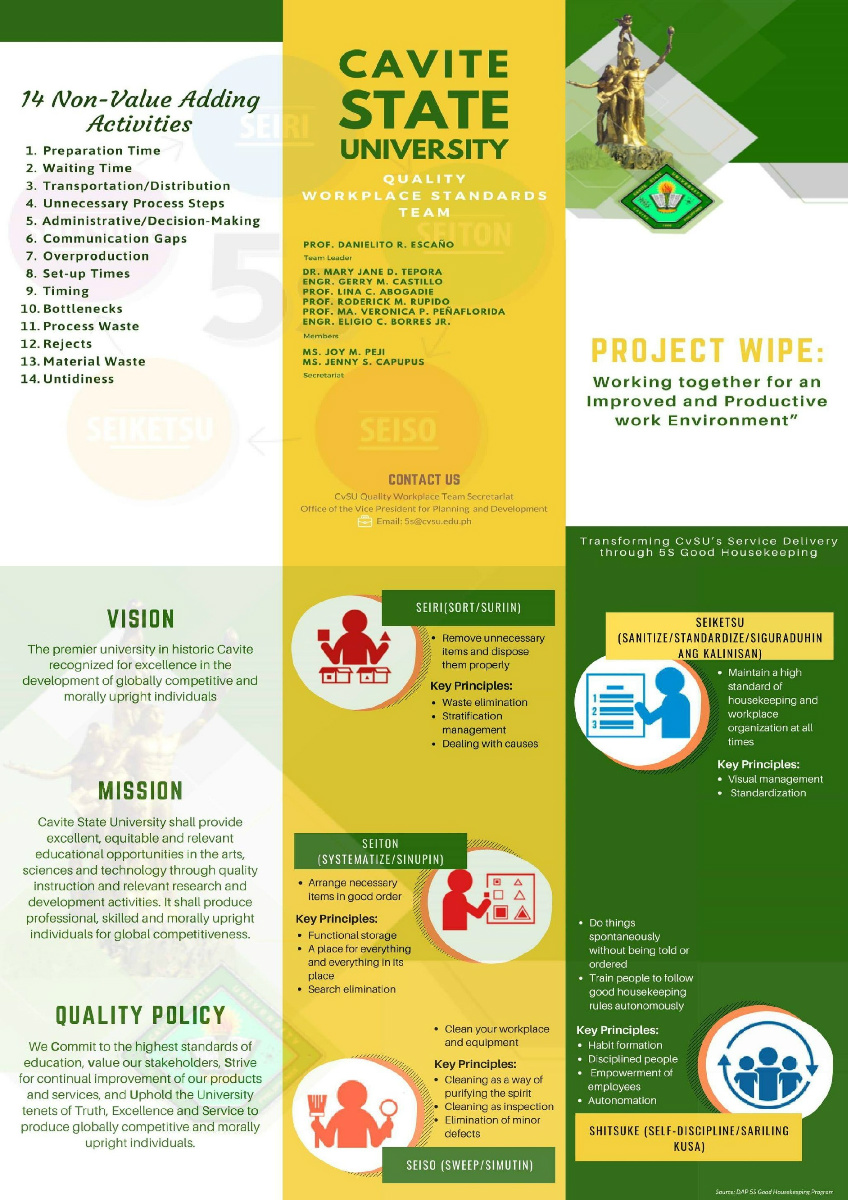 14 Non-Value Adding
Activities
1. Preparation Time
2. Waiting Time
3. Transportation/Distribution
4. Unnecessary Process Steps
5. Administrative/Decision-Making
6. Communication Gaps
7. Overproduction
8. Set-up Times
9. Timing
10. Bottlenecks
11. Process Waste
12. Rejects
13. Material Waste
14. Untidiness
SEIRI
SEITON
5
SEIKETSU
SEISO
CAVITE
STATE
UNIVERSITY
QUALITY
WORKPLACE STANDARDS
TEAM
PROF. DANIELITO R. ESCAÑO
Team Leader
DR. MARY JANE D. TEPORA
ENGR. GERRY M. CASTILLO
PROF. LINA C. ABOGADIE
PROF. RODERICK M. RUPIDO
PROF. MA. VERONICA P. PEÑAFLORIDA
ENGR. ELIGIO C. BORRES JR.
Members
MS. JOY M. PEJI
MS. JENNY S. CAPUPUS
Secretariat
CONTACT US
CvSU Quality Workplace Team Secretariat
Office of the Vice President for Planning and Development
Email: 5s@cvsu.edu.ph
PROJECT WIPE:
Working together for an
Improved and Productive
work Environment”
Transforming CvSU's Service Delivery
through 5S Good Housekeeping
VISION
The premier university in historic Cavite
recognized for excellence in the
development of globally competitive and
morally upright individuals
MISSION
Cavite State University shall provide
excellent, equitable and relevant
educational opportunities in the arts,
sciences and technology through quality
instruction and relevant research and
development activities. It shall produce
professional, skilled and morally upright
individuals for global competitiveness.
QUALITY POLICY
We Commit to the highest standards of
education, value our stakeholders, Strive
for continual improvement of our products
and services, and Uphold the University
tenets of Truth, Excellence and Service to
produce globally competitive and morally
upright individuals.
SEIRI(SORT/SURIIN)
• Remove unnecessary
items and dispose
them properly
Key Principles:
• Waste elimination
• Stratification
management
• Dealing with causes
SEITON
(SYSTEMATIZE/SINUPIN)
• Arrange necessary
items in good order
Key Principles:
• Functional storage
• A place for everything
and everything in its
place
• Search elimination
• Clean your workplace
and equipment
Key Principles:
• Cleaning as a way of
purifying the spirit
• Cleaning as inspection
• Elimination of minor
defects
SEISO (SWEEP/SIMUTIN)
SEIKETSU
(SANITIZE/STANDARDIZE/SIGURADUHIN
ANG KALINISAN)
1
2
3
• Maintain a high
standard of
housekeeping and
workplace
organization at all
times
Key Principles:
• Visual management
• Standardization
• Do things
spontaneously
without being told or
ordered
• Train people to follow
good housekeeping
rules autonomously
Key Principles:
• Habit formation
• Disciplined people
• Empowerment of
employees
• Autonomation
SHITSUKE (SELF-DISCIPLINE/SARILING
KUSA)
Source: DAP 5S Good Housekeeping Program